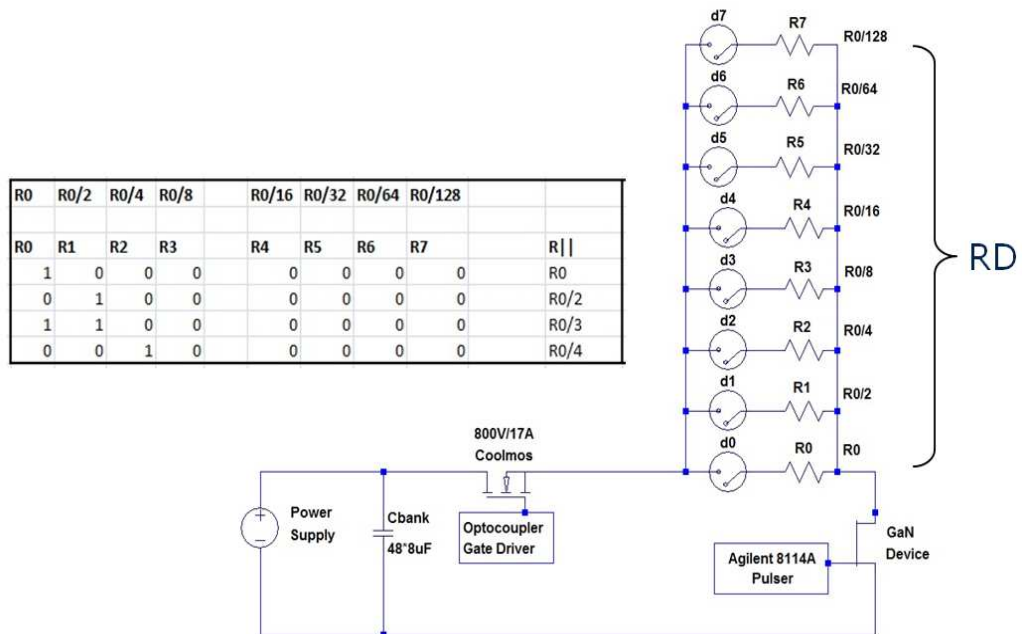 R0 R0/2 R0/4 R0/8 R0/16 R0/32 R0/64 R0/128
R0 R1 R2 R3 R4 R5 R6 R7 R||
1 0 0 0 0 0 0 0 R0
0 1 0 0 0 0 0 0 R0/2
1 1 0 0 0 0 0 0 R0/3
0 0 1 0 0 0 0 0 R0/4
d7 R7 R0/128
d6 R6 R0/64
d5 R5 R0/32
d4 R4 R0/16
d3 R3 R0/8
d2 R2 R0/4
d1 R1 R0/2
d0 R0 R0
RD
800V/17A
Coolmos
Power
Supply
Cbank
48*8uF
Optocoupler
Gate Driver
Agilent 8114A
Pulser
GaN
Device